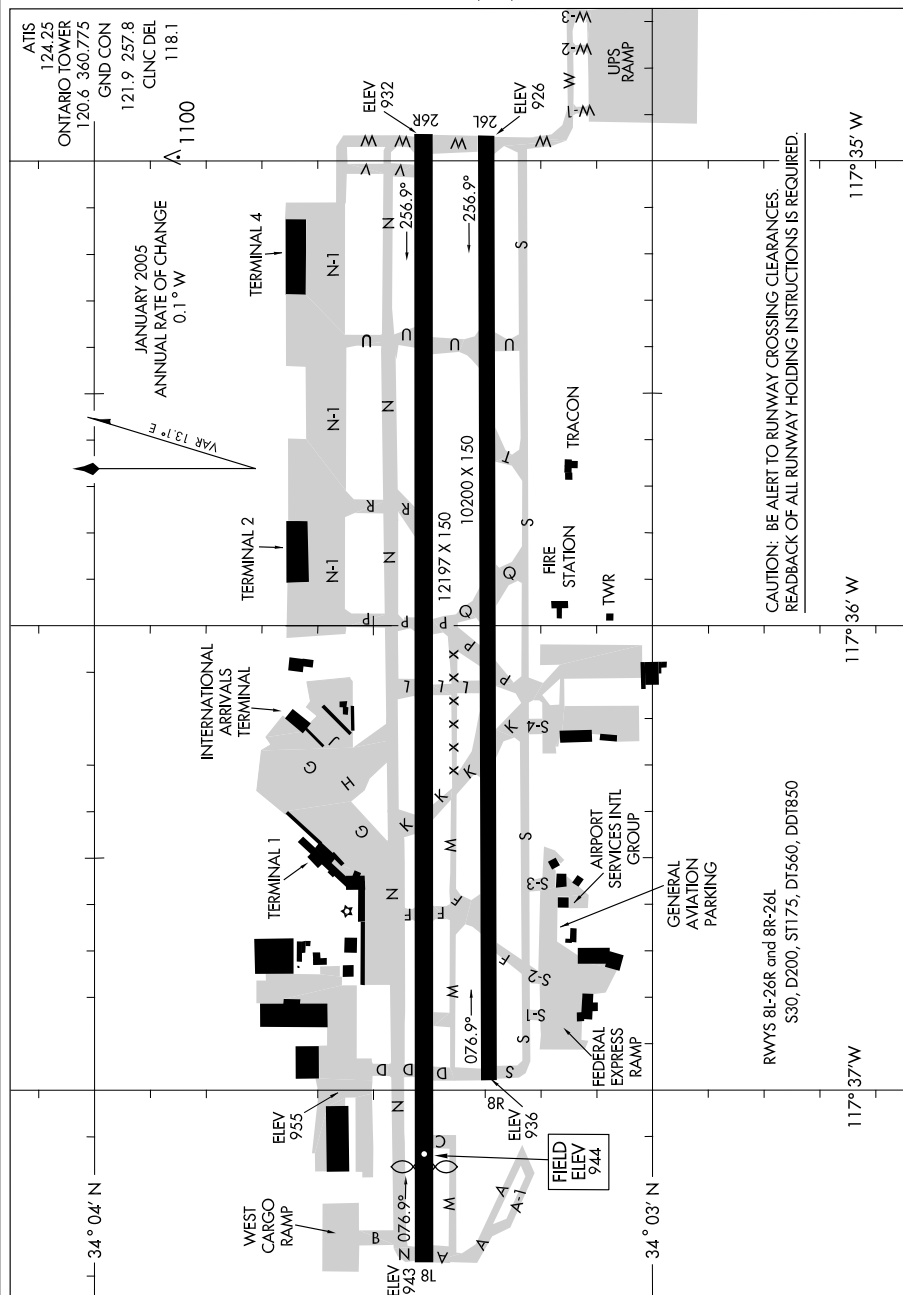 ATIS
124.25
ONTARIO TOWER
120.6 360.775
GND CON
121.9 257.8
CLNC DEL
118.1
1100
JANUARY 2005
ANNUAL RATE OF CHANGE
0.1° W
VAR 13.1° E
34° 04' N
34° 03' N
117° 35' W
117° 36' W
117° 37' W
WEST
CARGO
RAMP
ELEV
955
TERMINAL 1
INTERNATIONAL
ARRIVALS
TERMINAL
TERMINAL 2
TERMINAL 4
N-1
N-1
N-1
G
G
H
J
B
N
N
N
N
N
N
D
D
D
F
F
F
F
K
K
K
K
L
L
L
P
P
P
P
P
R
R
U
U
U
U
V
V
W
W
W
W
W
W-1
W-2
W-3
UPS
RAMP
ELEV
943
8L
076.9°
12197 X 150
256.9°
26R
ELEV
932
FIELD
ELEV
944
A
A
A
A-1
C
W
W
W
X X X X X X
8R
ELEV
936
076.9°
10200 X 150
256.9°
26L
ELEV
926
Q
Q
T
S
S
S
S
S
S-1
S-2
S-3
S-4
FEDERAL
EXPRESS
RAMP
GENERAL
AVIATION
PARKING
AIRPORT
SERVICES INTL
GROUP
FIRE
STATION
TWR
TRACON
RWYS 8L-26R and 8R-26L
S30, D200, ST175, DT560, DDT850
CAUTION: BE ALERT TO RUNWAY CROSSING CLEARANCES.
READBACK OF ALL RUNWAY HOLDING INSTRUCTIONS IS REQUIRED.